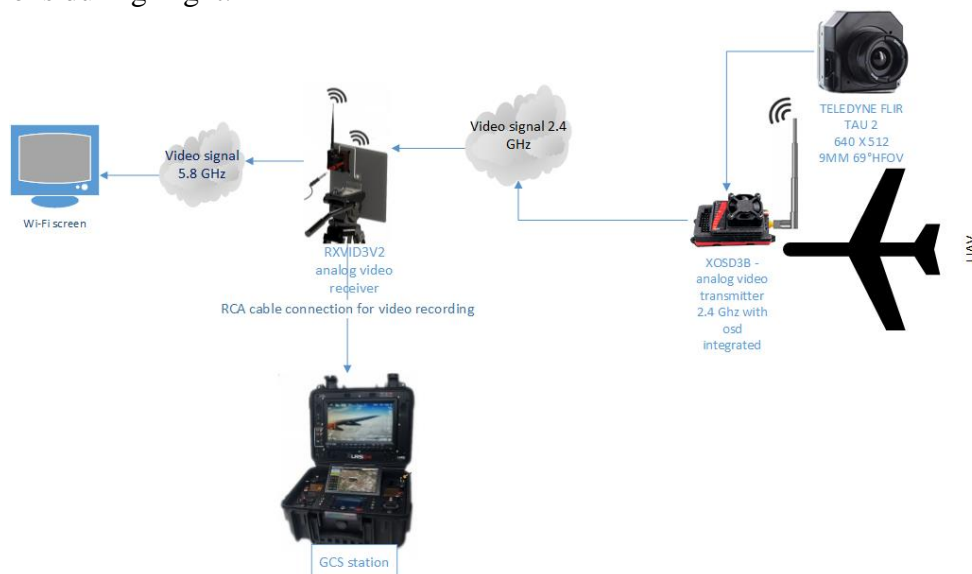 Video signal 2.4
GHz
TELEDYNE FLIR
TAU 2
640 X 512
9MM 69°HFOV
Video signal
5.8 GHz
Wi-Fi screen
RXVID3V2
analog video
receiver
XOSD3B -
analog video
transmitter
2.4 Ghz with
osd
integrated
UAV
RCA cable connection for video recording
GCS station